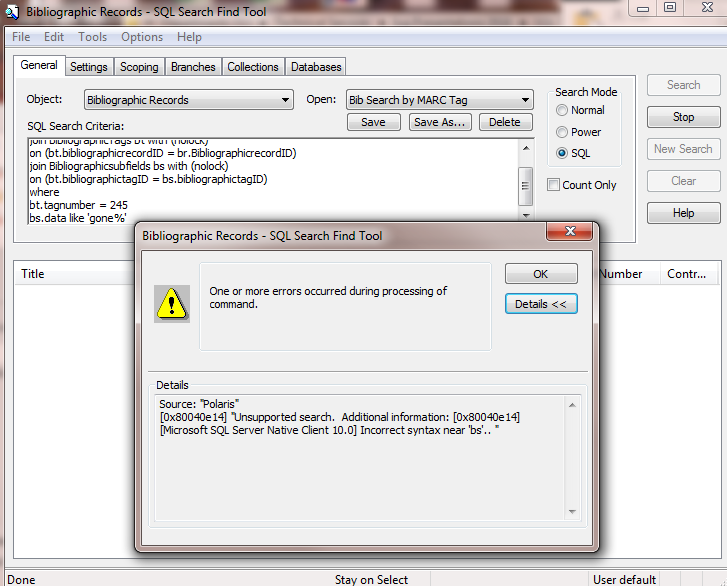 Bibliographic Records - SQL Search Find Tool
File Edit Tools Options Help
General Settings Scoping Branches Collections Databases
Object: Bibliographic Records Open: Bib Search by MARC Tag
Search Mode
Normal
Power
SQL
Count Only
Search
Stop
New Search
Clear
Help
SQL Search Criteria: Save Save As... Delete
join BibliographicTags bt with (nolock)
on (bt.bibliographicrecordID = br.BibliographicrecordID)
join Bibliographicsubfields bs with (nolock)
on (bt.bibliographictagID = bs.bibliographictagID)
where
bt.tagnumber = 245
bs.data like 'gone%'
Title Number Contr...
Bibliographic Records - SQL Search Find Tool
One or more errors occurred during processing of
command.
OK
Details <<
Details
Source: "Polaris"
[0x80040e14] "Unsupported search. Additional information: [0x80040e14]
[Microsoft SQL Server Native Client 10.0] Incorrect syntax near 'bs'.. "
Done Stay on Select User default